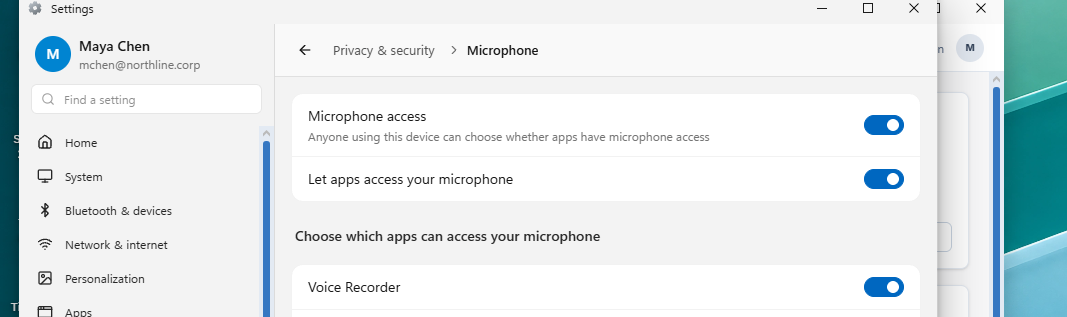 Settings
M
Maya Chen
mchen@northline.corp
Find a setting
Home
System
Bluetooth & devices
Network & internet
Personalization
Apps
Privacy & security > Microphone
Microphone access
Anyone using this device can choose whether apps have microphone access
Let apps access your microphone
Choose which apps can access your microphone
Voice Recorder
M